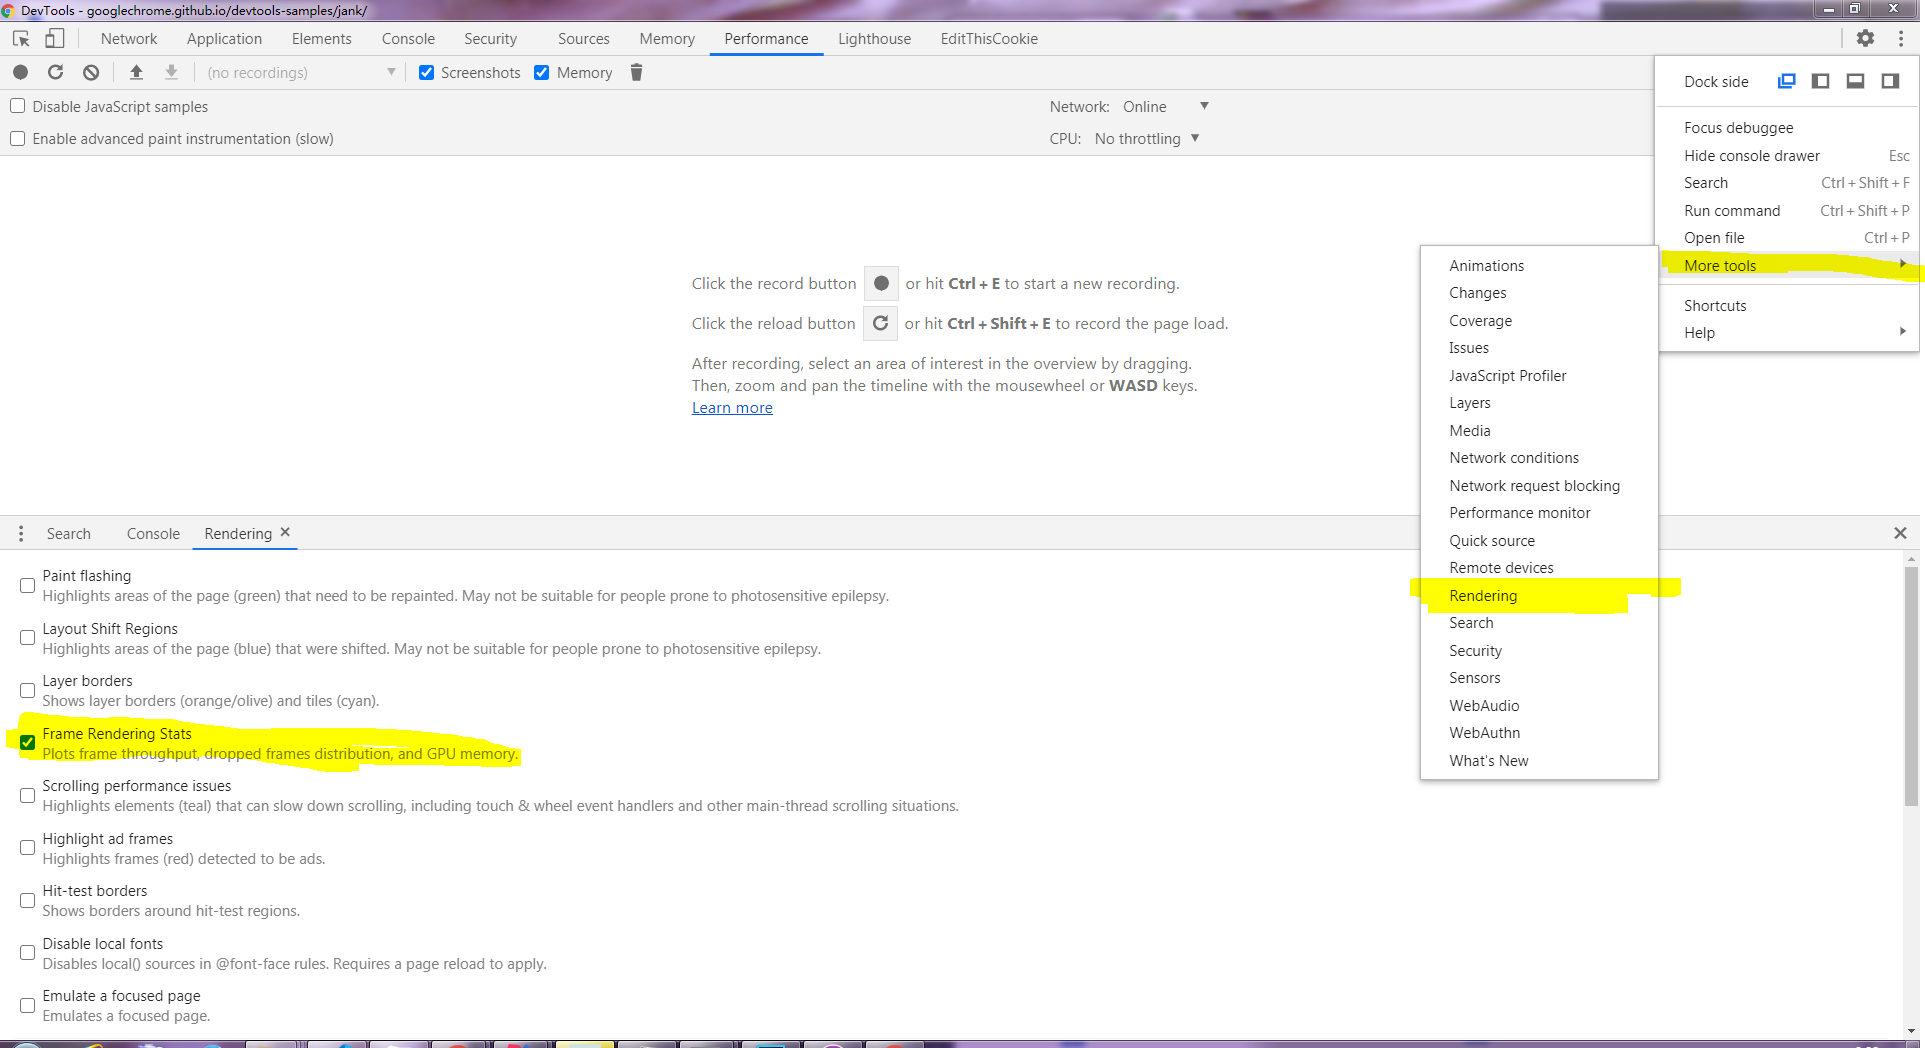 DevTools - googlechrome.github.io/devtools-samples/jank/
Network Application Elements Console Security Sources Memory Performance Lighthouse EditThisCookie
(no recordings) Screenshots Memory
Disable JavaScript samples
Network: Online
Enable advanced paint instrumentation (slow)
CPU: No throttling
Dock side
Focus debuggee
Hide console drawer Esc
Search Ctrl + Shift + F
Run command Ctrl + Shift + P
Open file Ctrl + P
More tools
Shortcuts
Help
Animations
Changes
Coverage
Issues
JavaScript Profiler
Layers
Media
Network conditions
Network request blocking
Performance monitor
Quick source
Remote devices
Rendering
Search
Security
Sensors
WebAudio
WebAuthn
What's New
Click the record button or hit Ctrl + E to start a new recording.
Click the reload button or hit Ctrl + Shift + E to record the page load.
After recording, select an area of interest in the overview by dragging.
Then, zoom and pan the timeline with the mousewheel or WASD keys.
Learn more
Search Console Rendering
Paint flashing
Highlights areas of the page (green) that need to be repainted. May not be suitable for people prone to photosensitive epilepsy.
Layout Shift Regions
Highlights areas of the page (blue) that were shifted. May not be suitable for people prone to photosensitive epilepsy.
Layer borders
Shows layer borders (orange/olive) and tiles (cyan).
Frame Rendering Stats
Plots frame throughput, dropped frames distribution, and GPU memory.
Scrolling performance issues
Highlights elements (teal) that can slow down scrolling, including touch & wheel event handlers and other main-thread scrolling situations.
Highlight ad frames
Highlights frames (red) detected to be ads.
Hit-test borders
Shows borders around hit-test regions.
Disable local fonts
Disables local() sources in @font-face rules. Requires a page reload to apply.
Emulate a focused page
Emulates a focused page.